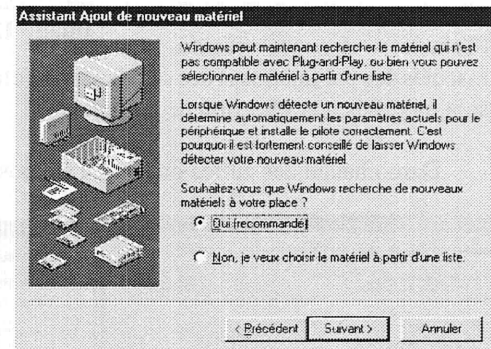 Assistant Ajout de nouveau matériel
Windows peut maintenant rechercher le matériel qui n'est
pas compatible avec Plug-and-Play, ou bien vous pouvez
sélectionner le matériel à partir d'une liste.
Lorsque Windows détecte un nouveau matériel, il
détermine automatiquement les paramètres actuels pour le
périphérique et installe le pilote correctement. C'est
pourquoi il est fortement conseillé de laisser Windows
détecter votre nouveau matériel.
Souhaitez-vous que Windows recherche de nouveaux
matériels à votre place ?
Oui (recommandé)
Non, je veux choisir le matériel à partir d'une liste.
< Précédent
Suivant >
Annuler